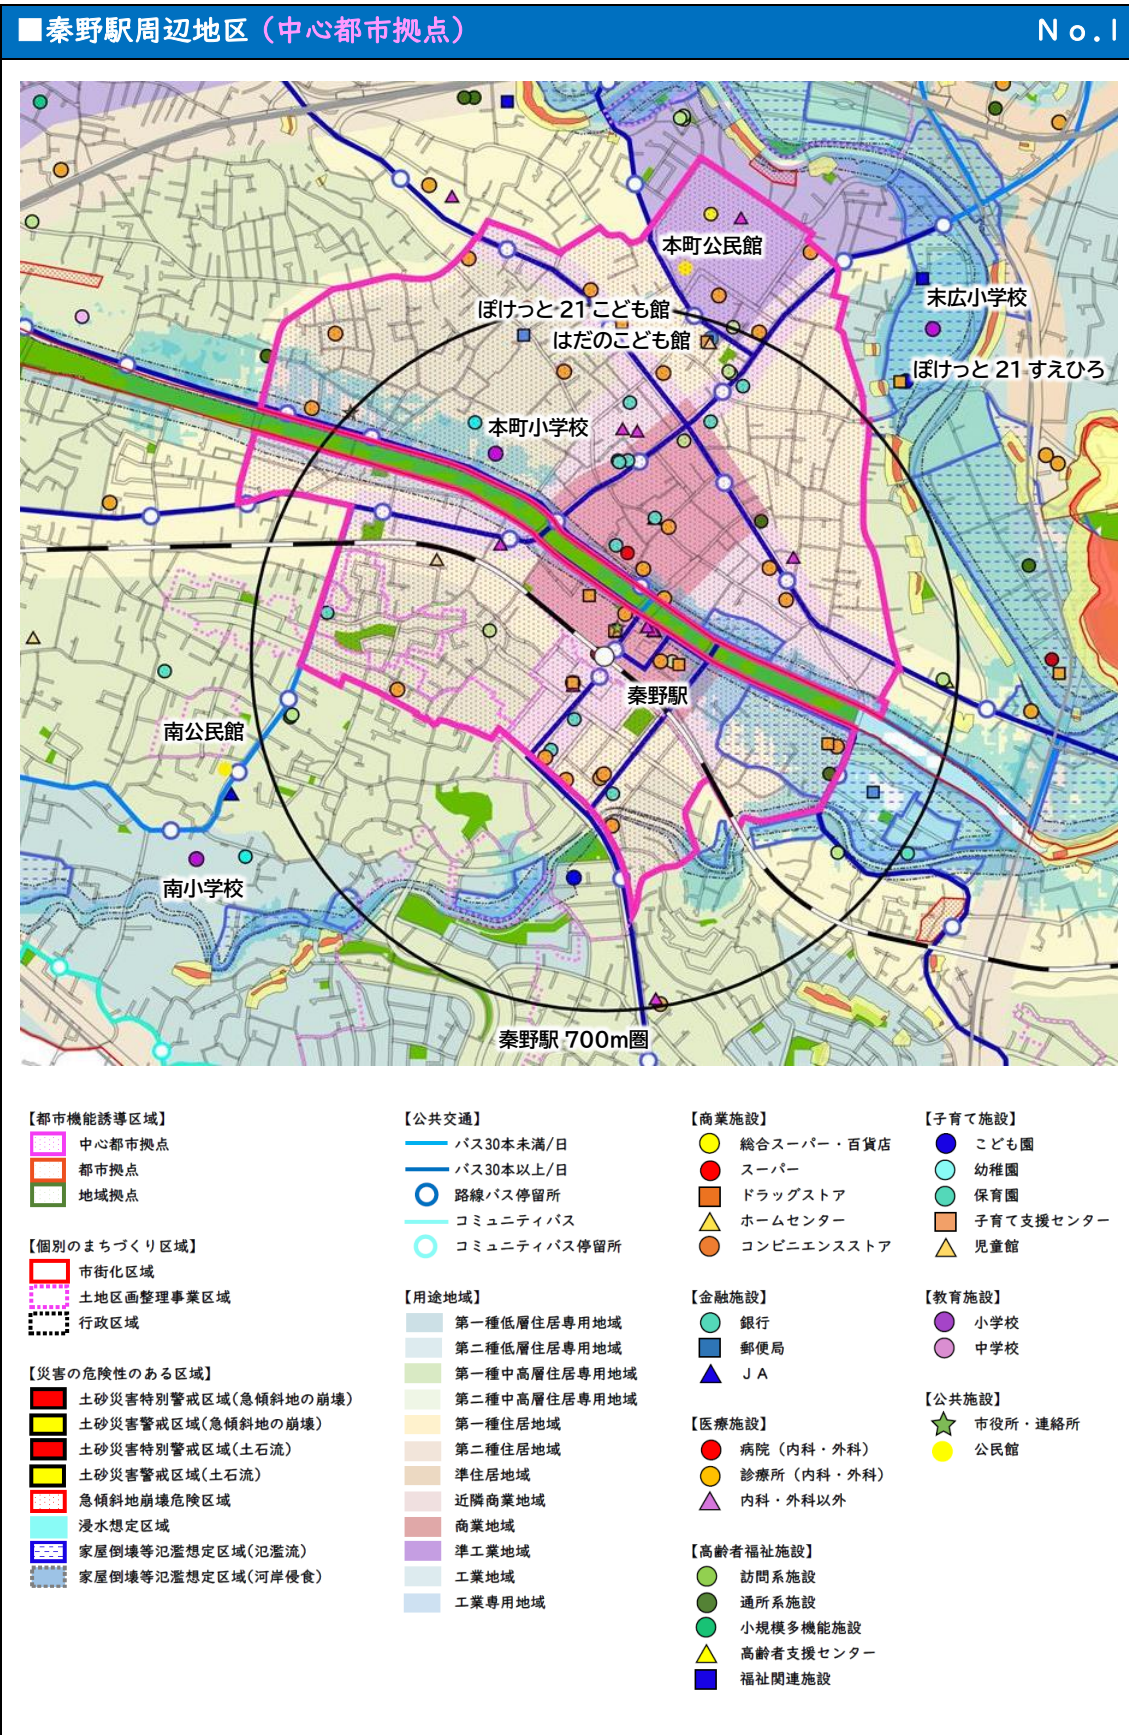 ■秦野駅周辺地区(中心都市拠点)
No.1
本町公民館
末広小学校
ぽけっと21こども館
はだのこども館
ぽけっと21すえひろ
本町小学校
秦野駅
南公民館
南小学校
秦野駅700m圏
【都市機能誘導区域】
中心都市拠点
都市拠点
地域拠点
【個別のまちづくり区域】
市街化区域
土地区画整理事業区域
行政区域
【災害の危険性のある区域】
土砂災害特別警戒区域(急傾斜地の崩壊)
土砂災害警戒区域(急傾斜地の崩壊)
土砂災害特別警戒区域(土石流)
土砂災害警戒区域(土石流)
急傾斜地崩壊危険区域
浸水想定区域
家屋倒壊等氾濫想定区域(氾濫流)
家屋倒壊等氾濫想定区域(河岸侵食)
【公共交通】
バス30本未満/日
バス30本以上/日
路線バス停留所
コミュニティバス
コミュニティバス停留所
【用途地域】
第一種低層住居専用地域
第二種低層住居専用地域
第一種中高層住居専用地域
第二種中高層住居専用地域
第一種住居地域
第二種住居地域
準住居地域
近隣商業地域
商業地域
準工業地域
工業地域
工業専用地域
【商業施設】
総合スーパー・百貨店
スーパー
ドラッグストア
ホームセンター
コンビニエンスストア
【金融施設】
銀行
郵便局
JA
【医療施設】
病院(内科・外科)
診療所(内科・外科)
内科・外科以外
【高齢者福祉施設】
訪問系施設
通所系施設
小規模多機能施設
高齢者支援センター
福祉関連施設
【子育て施設】
こども園
幼稚園
保育園
子育て支援センター
児童館
【教育施設】
小学校
中学校
【公共施設】
市役所・連絡所
公民館